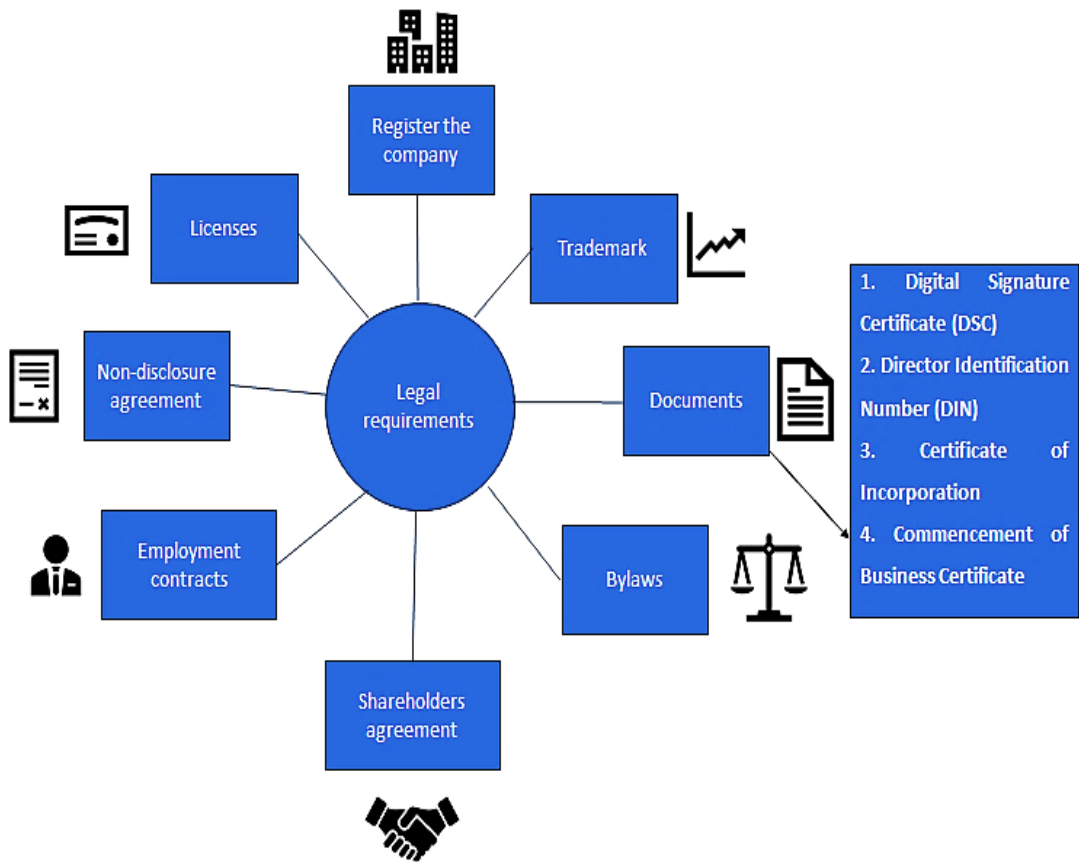 Register the
company
Licenses
Trademark
Non-disclosure
agreement
Legal
requirements
Documents
1. Digital Signature
Certificate (DSC)
2. Director Identification
Number (DIN)
3. Certificate of
Incorporation
4. Commencement of
Business Certificate
Employment
contracts
Bylaws
Shareholders
agreement